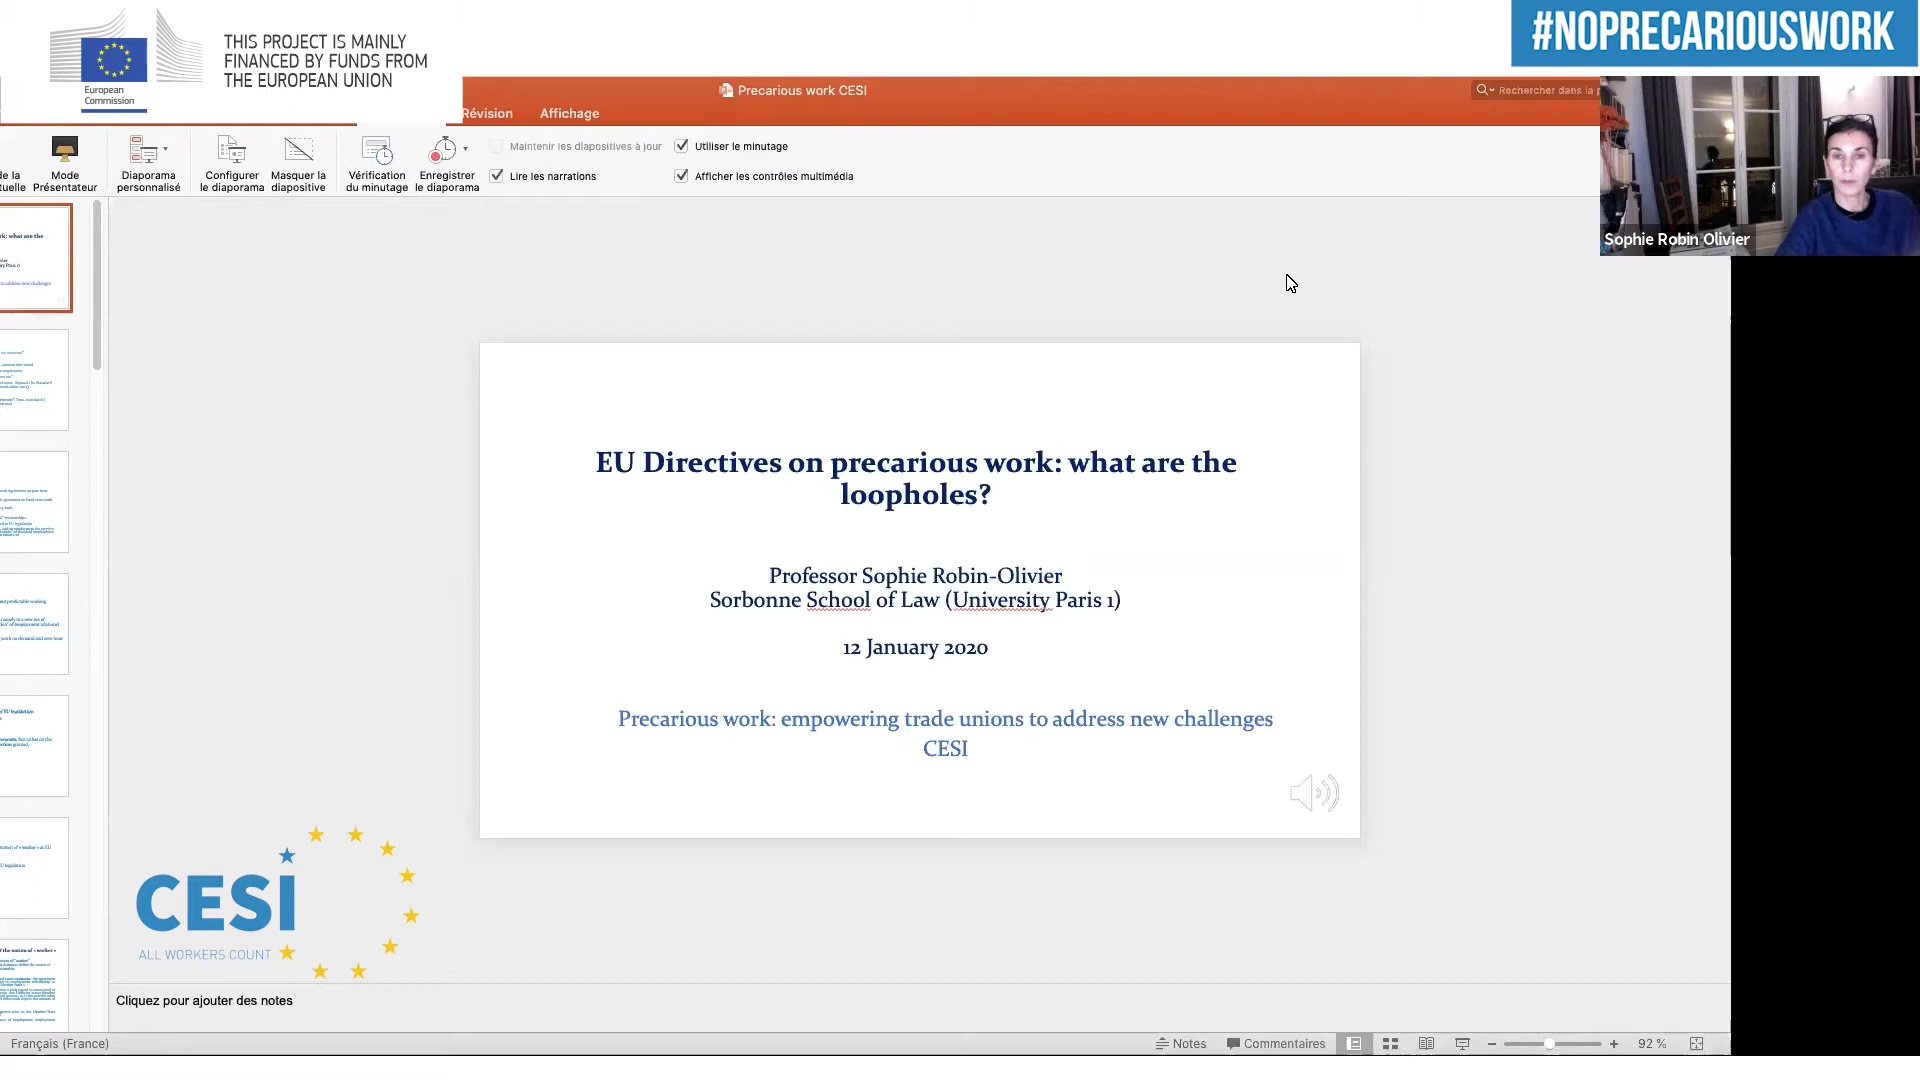 THIS PROJECT IS MAINLY
FINANCED BY FUNDS FROM
THE EUROPEAN UNION
European
Commission
#NOPRECARIOUSWORK
Precarious work CESI
Rechercher dans la
Révision
Affichage
Mode
Présentateur
Diaporama
personnalisé
Configurer
le diaporama
Masquer la
diapositive
Vérification
du minutage
Enregistrer
le diaporama
Maintenir les diapositives à jour
Utiliser le minutage
Lire les narrations
Afficher les contrôles multimédia
Sophie Robin Olivier
EU Directives on precarious work: what are the
loopholes?
Professor Sophie Robin-Olivier
Sorbonne School of Law (University Paris 1)
12 January 2020
Precarious work: empowering trade unions to address new challenges
CESI
CESI
ALL WORKERS COUNT
Cliquez pour ajouter des notes
Français (France)
Notes
Commentaires
92 %